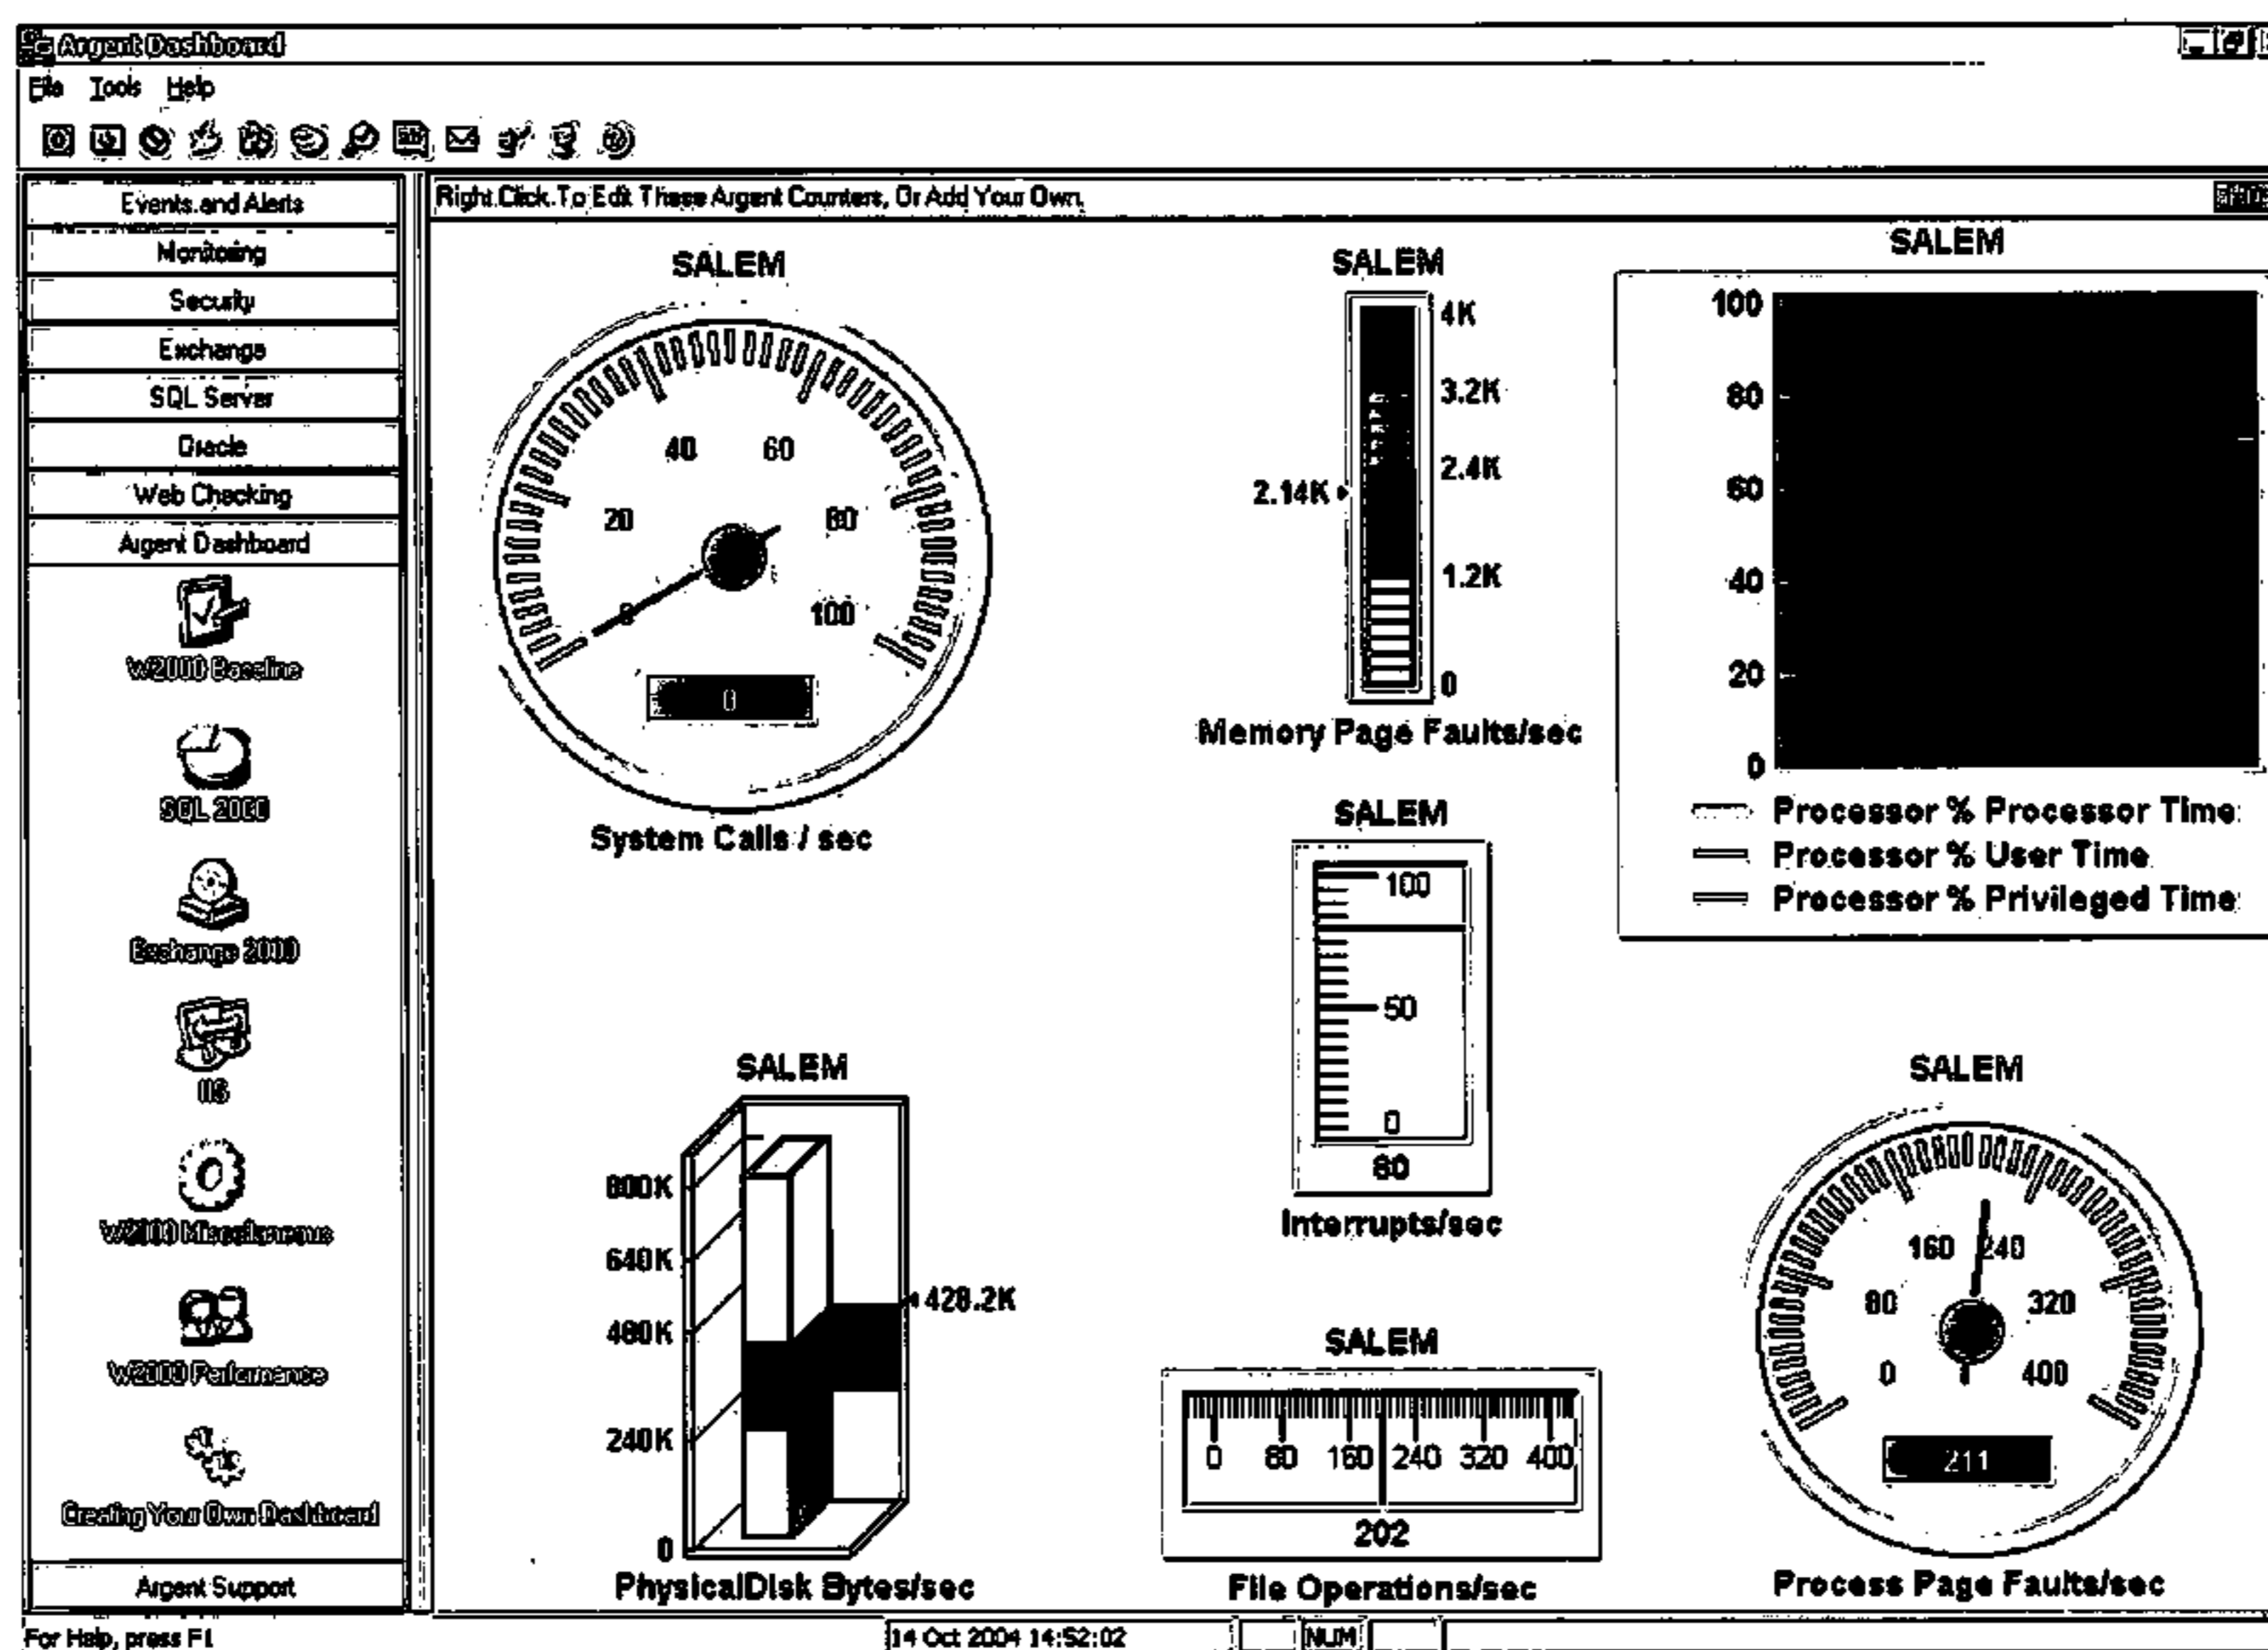 Argent Dashboard
File Tools Help
Events and Alerts
Monitoring
Security
Exchange
SQL Server
Oracle
Web Checking
Argent Dashboard
W2000 Baseline
SQL 2000
Exchange 2000
IIS
W2000 Miscellaneous
W2000 Performance
Creating Your Own Dashboard
Argent Support
Right Click To Edit These Argent Counters, Or Add Your Own.
SALEM
0
20
40
60
80
100
0
System Calls / sec
SALEM
4K
3.2K
2.4K
2.14K
1.2K
0
Memory Page Faults/sec
SALEM
100
80
60
40
20
0
Processor % Processor Time
Processor % User Time
Processor % Privileged Time
SALEM
100
50
0
80
Interrupts/sec
SALEM
800K
640K
480K
428.2K
240K
0
PhysicalDisk Bytes/sec
SALEM
0 80 160 240 320 400
202
File Operations/sec
SALEM
0
80
160
240
320
400
211
Process Page Faults/sec
For Help, press F1
14 Oct 2004 14:52:02
NUM